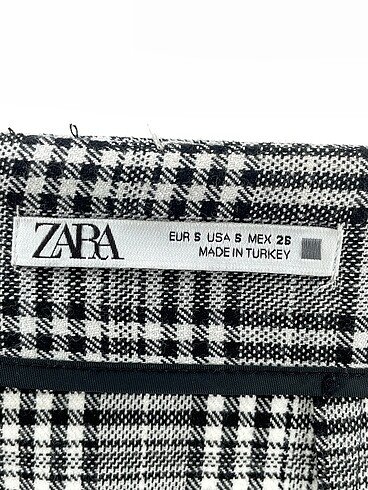 ZARA
EUR S USA S MEX 26
MADE IN TURKEY